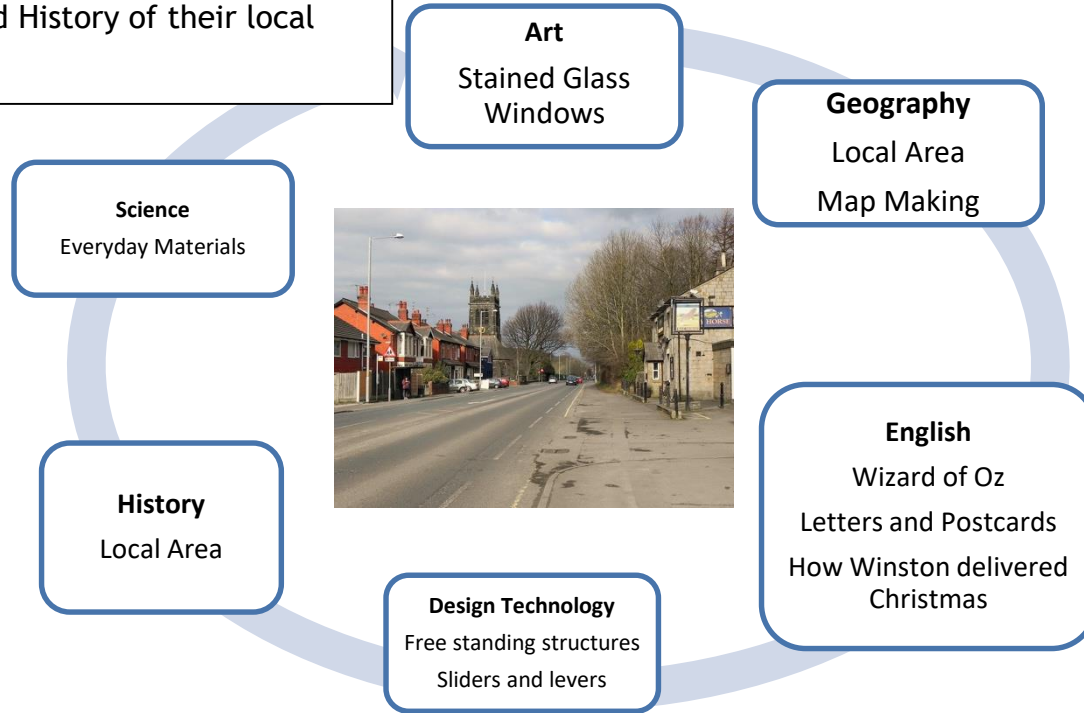 d History of their local
Art
Stained Glass
Windows
Geography
Local Area
Map Making
Science
Everyday Materials
HORSE
English
Wizard of Oz
Letters and Postcards
How Winston delivered
Christmas
History
Local Area
Design Technology
Free standing structures
Sliders and levers